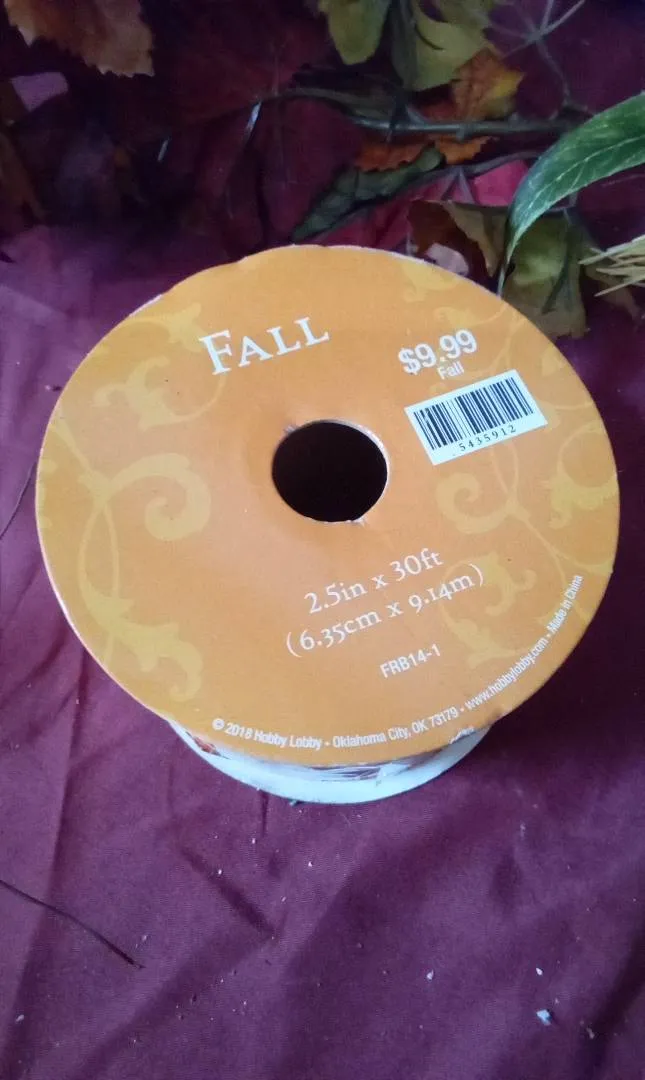 FALL
$9.99
Fall
5435912
2.5in x 30ft
(6.35cm x 9.14m)
FRB14-1
© 2018 Hobby Lobby • Oklahoma City, OK 73179 • www.hobbylobby.com • Made in China